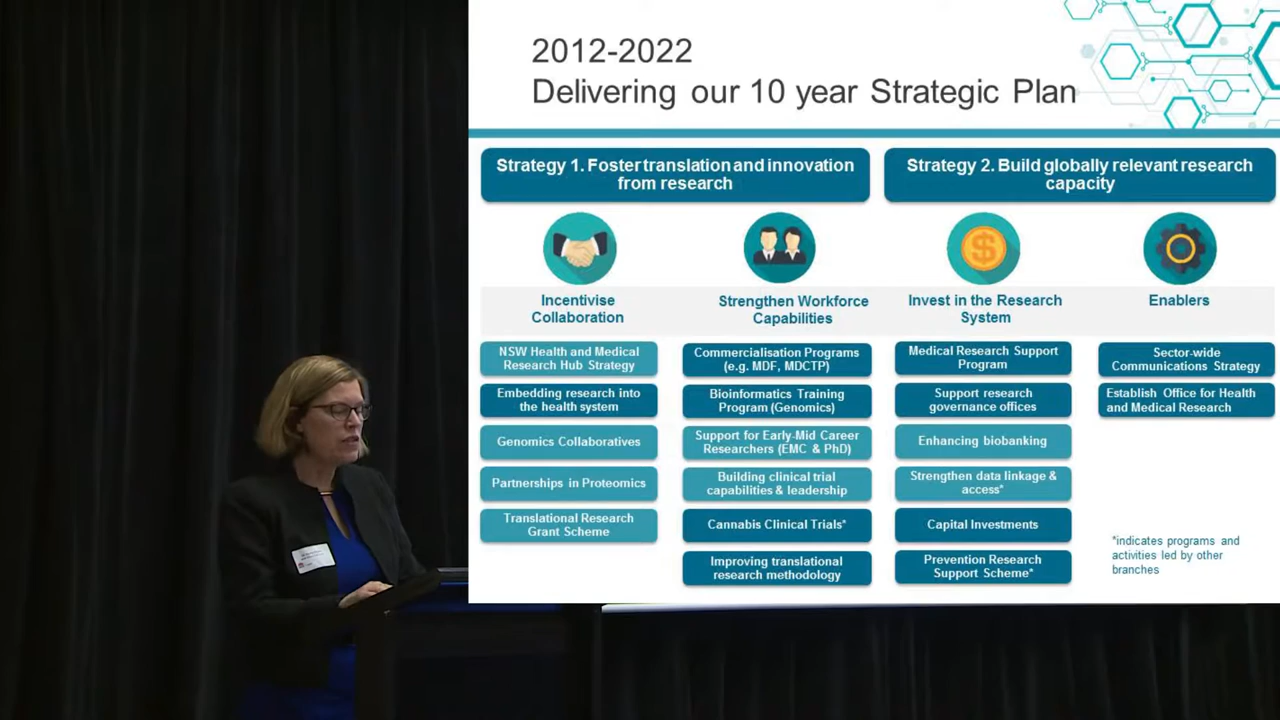 2012-2022
Delivering our 10 year Strategic Plan
Strategy 1. Foster translation and innovation
from research
Strategy 2. Build globally relevant research
capacity
Incentivise
Collaboration
NSW Health and Medical
Research Hub Strategy
Embedding research into
the health system
Genomics Collaboratives
Partnerships in Proteomics
Translational Research
Grant Scheme
Strengthen Workforce
Capabilities
Commercialisation Programs
(e.g. MDF, MDCTP)
Bioinformatics Training
Program (Genomics)
Support for Early-Mid Career
Researchers (EMC & PhD)
Building clinical trial
capabilities & leadership
Cannabis Clinical Trials*
Improving translational
research methodology
Invest in the Research
System
Medical Research Support
Program
Support research
governance offices
Enhancing biobanking
Strengthen data linkage &
access*
Capital Investments
Prevention Research
Support Scheme*
Enablers
Sector-wide
Communications Strategy
Establish Office for Health
and Medical Research
*indicates programs and
activities led by other
branches